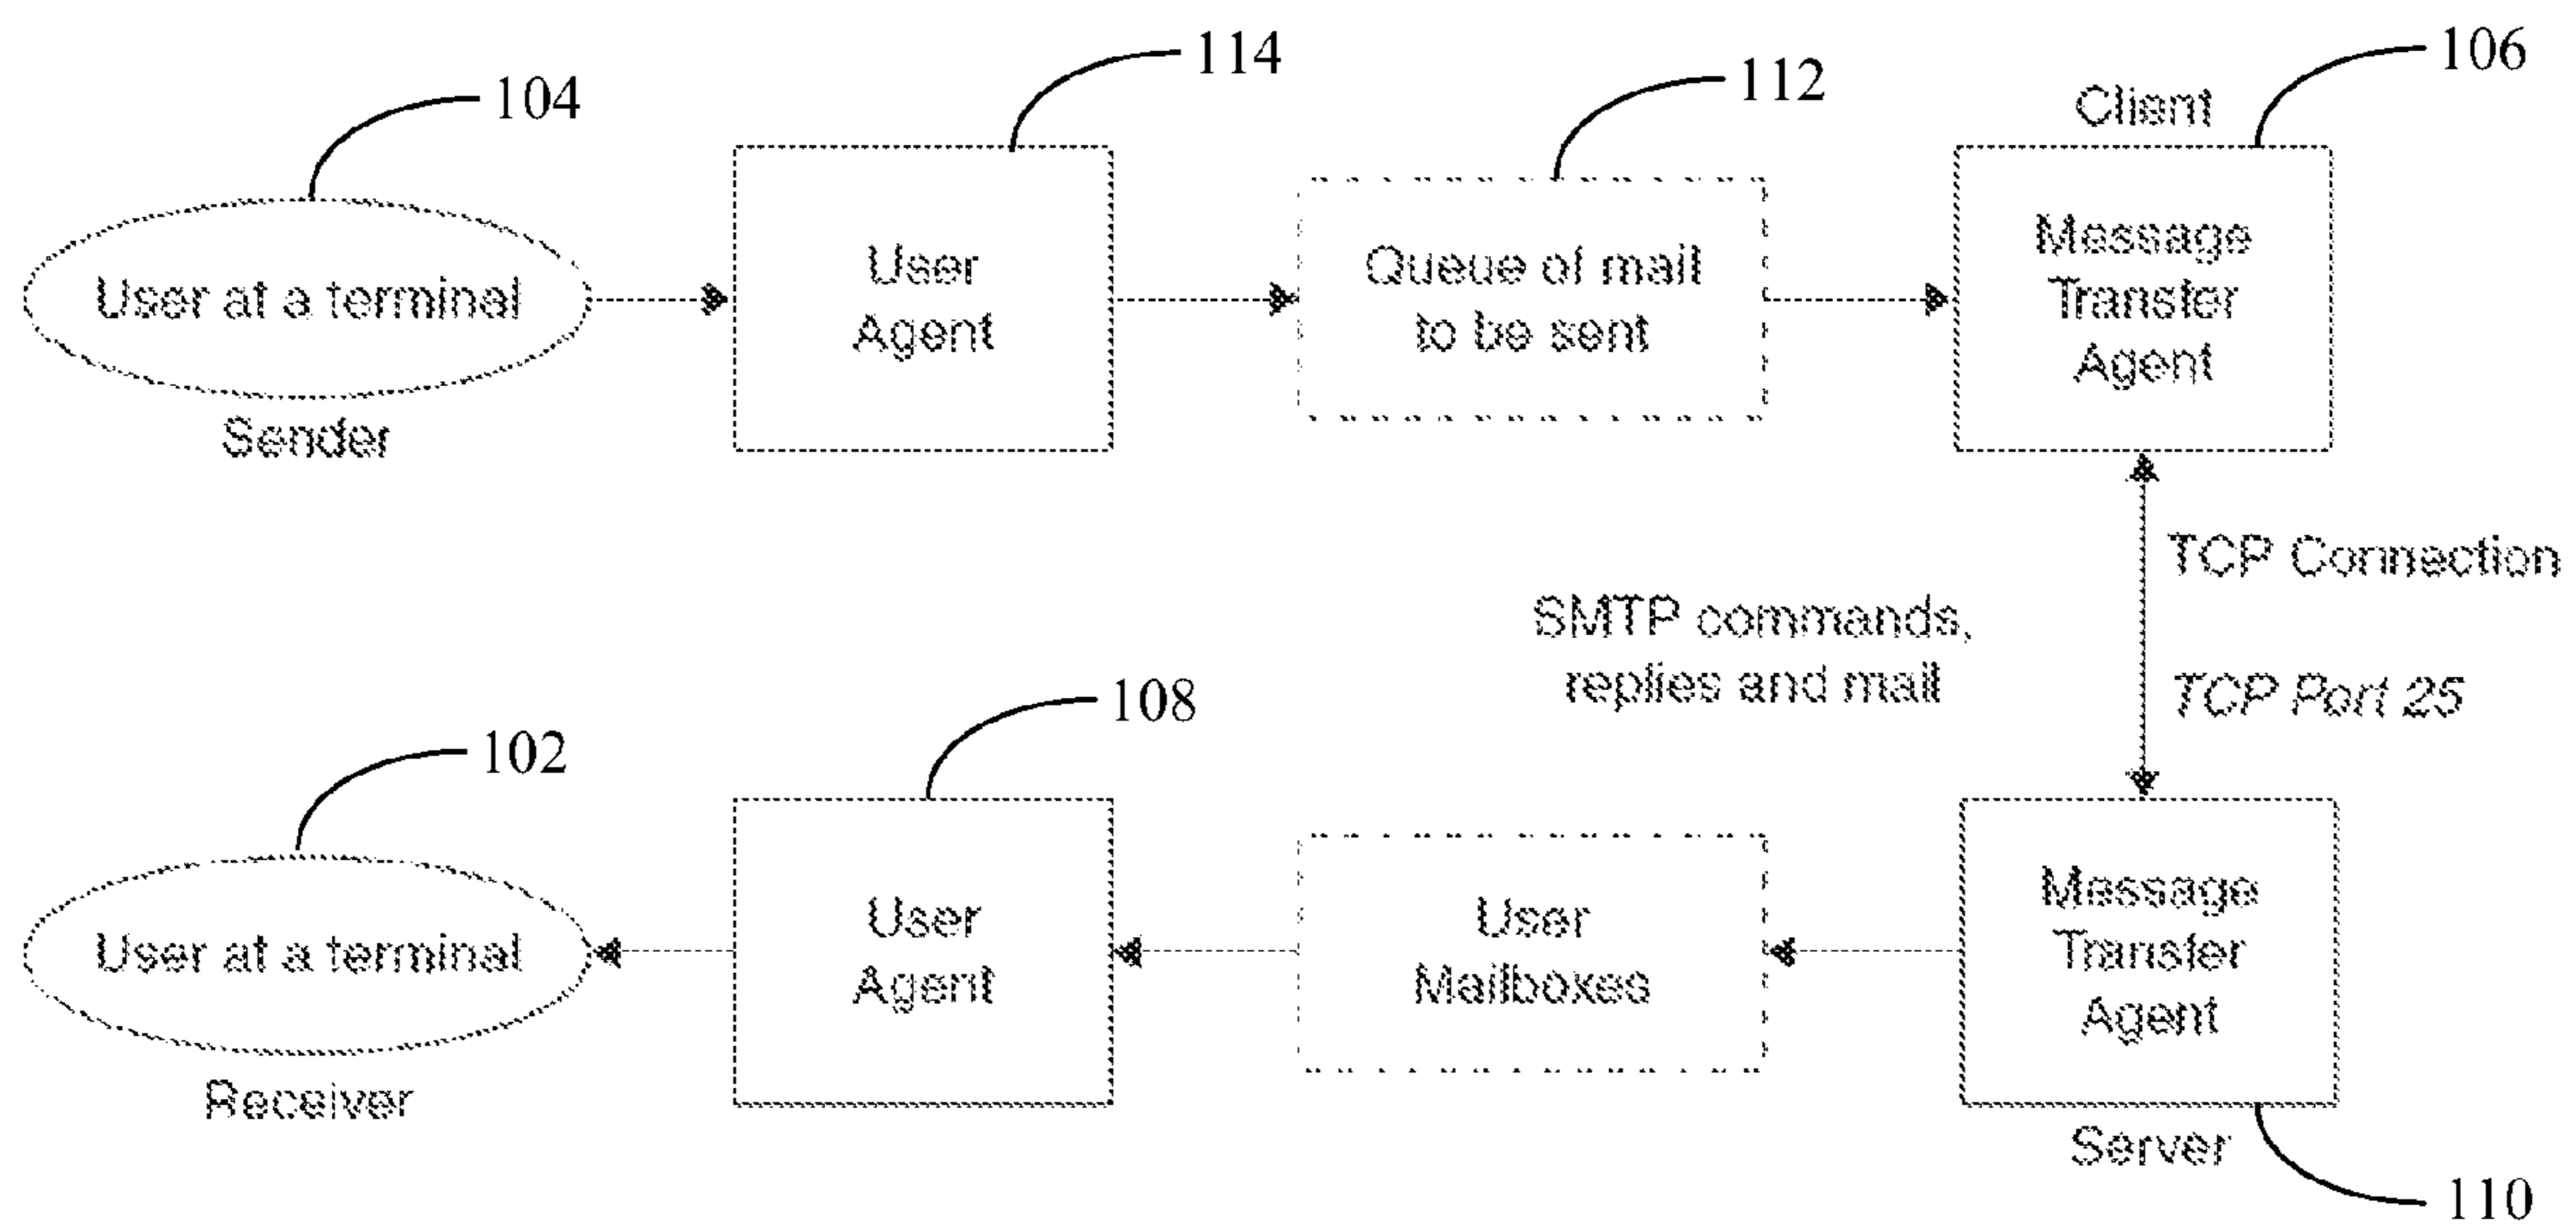 104
114
112
106
Client
User at a terminal
Sender
User
Agent
Queue of mail
to be sent
Message
Transfer
Agent
TCP Connection
SMTP commands,
replies and mail
TCP Port 25
102
108
User at a terminal
Receiver
User
Agent
User
Mailboxes
Message
Transfer
Agent
Server
110